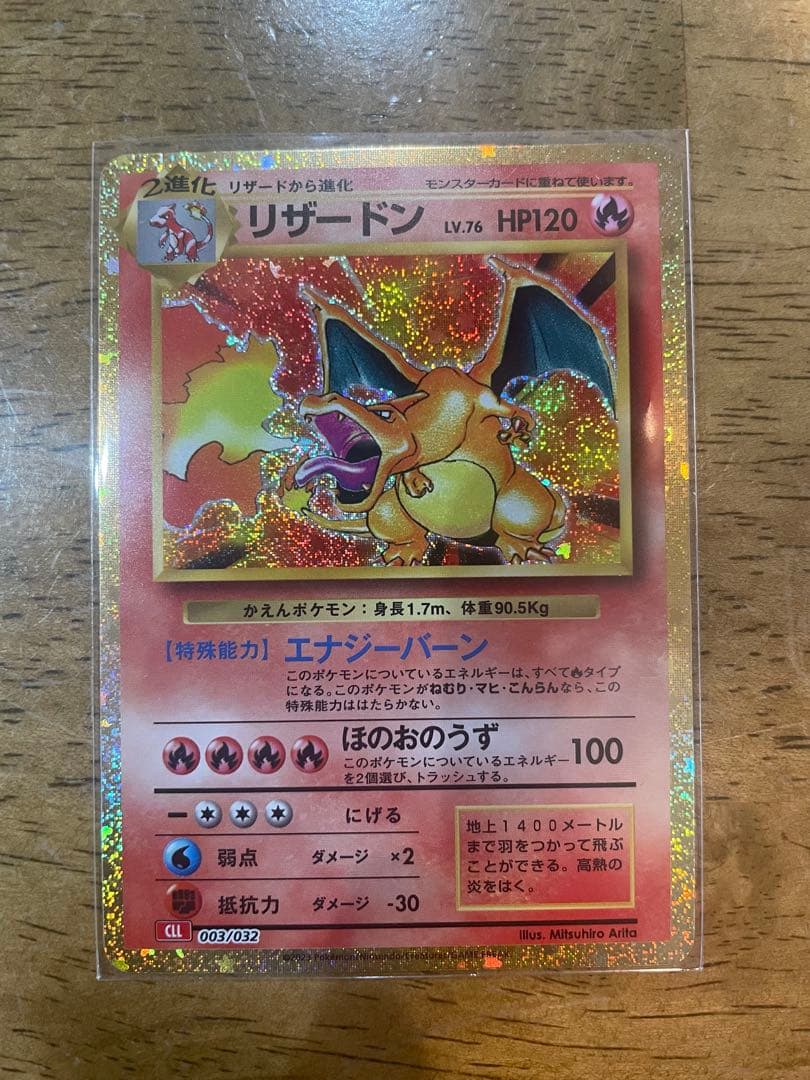 2進化 リザードから進化 モンスターカードに重ねて使います。
リザードン LV.76 HP120
かえんポケモン：身長1.7m、体重90.5Kg
【特殊能力】エナジーバーン
このポケモンについているエネルギーは、すべてタイプ
になる。このポケモンがねむり・マヒ・こんらんなら、この
特殊能力ははたらかない。
ほのおのうず 100
このポケモンについているエネルギー
を2個選び、トラッシュする。
ー にげる
弱点 ダメージ ×2
抵抗力 ダメージ -30
地上１４００メートル
まで羽をつかって飛ぶ
ことができる。高熱の
炎をはく。
Illus. Mitsuhiro Arita
CLL 003/032
©2023 Pokémon/Nintendo/Creatures/GAME FREAK.